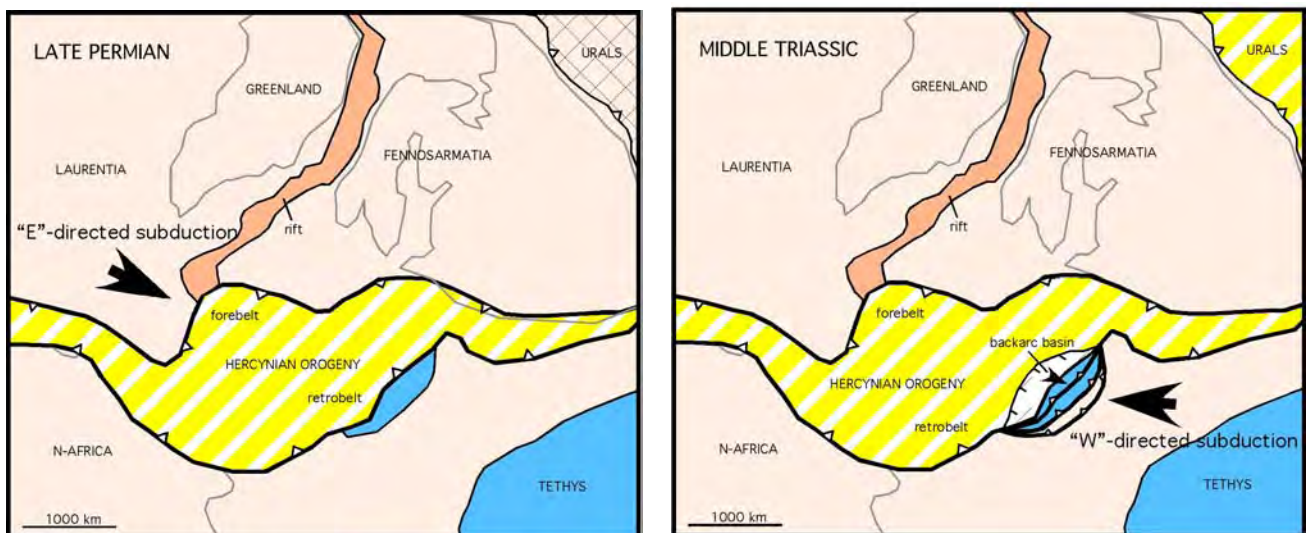 LATE PERMIAN
URALS
GREENLAND
FENNOSARMATIA
LAURENTIA
rift
"E"-directed subduction
forebelt
HERCYNIAN OROGENY
retrobelt
N-AFRICA
TETHYS
1000 km
MIDDLE TRIASSIC
URALS
GREENLAND
FENNOSARMATIA
LAURENTIA
rift
forebelt
backarc basin
HERCYNIAN OROGENY
retrobelt
"W"-directed subduction
N-AFRICA
TETHYS
1000 km